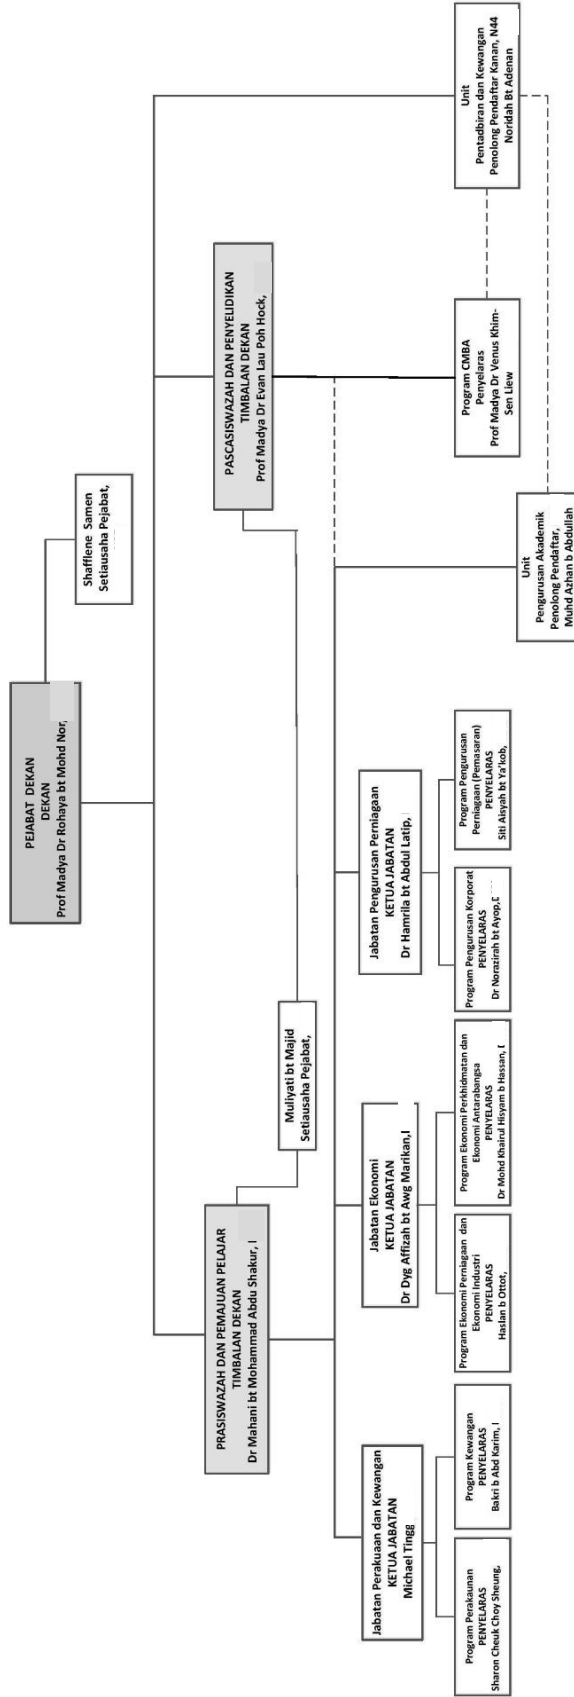 PEJABAT DEKAN
DEKAN
Prof Madya Dr Rohaya bt Mohd Nor,
Shafflene Samen
Setiausaha Pejabat,
PRASISWAZAH DAN PEMAJUAN PELAJAR
TIMBALAN DEKAN
Dr Mahani bt Mohammad Abdu Shakur, I
Muliyati bt Majid
Setiausaha Pejabat,
PASCASISWAZAH DAN PENYELIDIKAN
TIMBALAN DEKAN
Prof Madya Dr Evan Lau Poh Hock,
Jabatan Perakuaan dan Kewangan
KETUA JABATAN
Michael Tingg
Jabatan Ekonomi
KETUA JABATAN
Dr Dyg Affizah bt Awg Marikan,I
Jabatan Pengurusan Perniagaan
KETUA JABATAN
Dr Hamrila bt Abdul Latip,
Program Perakaunan
PENYELARAS
Sharon Cheuk Choy Sheung,
Program Kewangan
PENYELARAS
Bakri b Abd Karim, I
Program Ekonomi Perniagaan dan
Ekonomi Industri
PENYELARAS
Haslan b Ottot,
Program Ekonomi Perkhidmatan dan
Ekonomi Antarabangsa
PENYELARAS
Dr Mohd Khairul Hisyam b Hassan, I
Program Pengurusan Korporat
PENYELARAS
Dr Norazirah bt Ayop,
Program Pengurusan
Perniagaan (Pemasaran)
PENYELARAS
Siti Aisyah bt Ya'kob,
Unit
Pengurusan Akademik
Penolong Pendaftar,
Muhd Azhan b Abdullah
Program CMBA
Penyelaras
Prof Madya Dr Venus Khim-
Sen Liew
Unit
Pentadbiran dan Kewangan
Penolong Pendaftar Kanan, N44
Noridah Bt Adenan